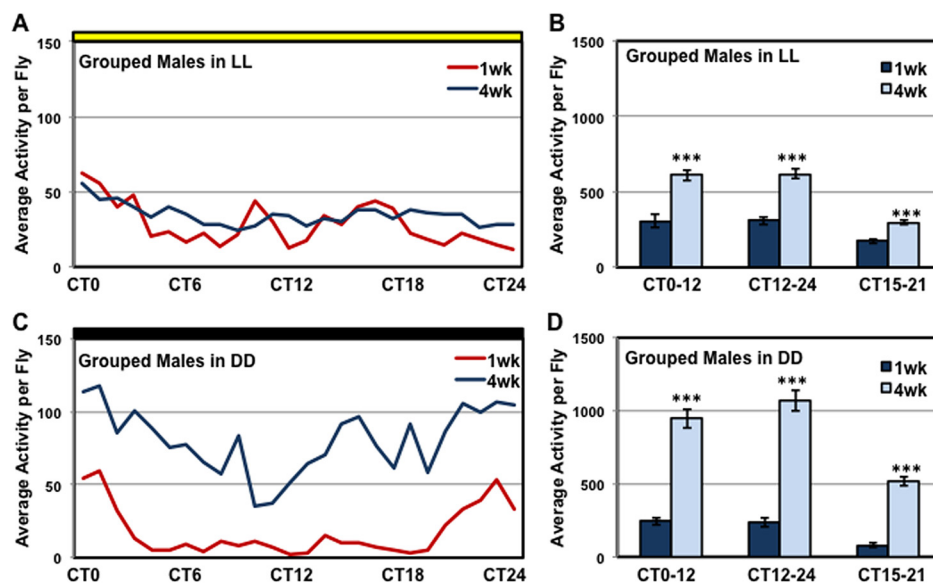 A
Average Activity per Fly
150
100
50
0
Grouped Males in LL
1wk
4wk
CT0 CT6 CT12 CT18 CT24
B
Average Activity per Fly
1500
1000
500
0
Grouped Males in LL
1wk
4wk
*** *** ***
CT0-12 CT12-24 CT15-21
C
Average Activity per Fly
150
100
50
0
Grouped Males in DD
1wk
4wk
CT0 CT6 CT12 CT18 CT24
D
Average Activity per Fly
1500
1000
500
0
Grouped Males in DD
1wk
4wk
*** *** ***
CT0-12 CT12-24 CT15-21